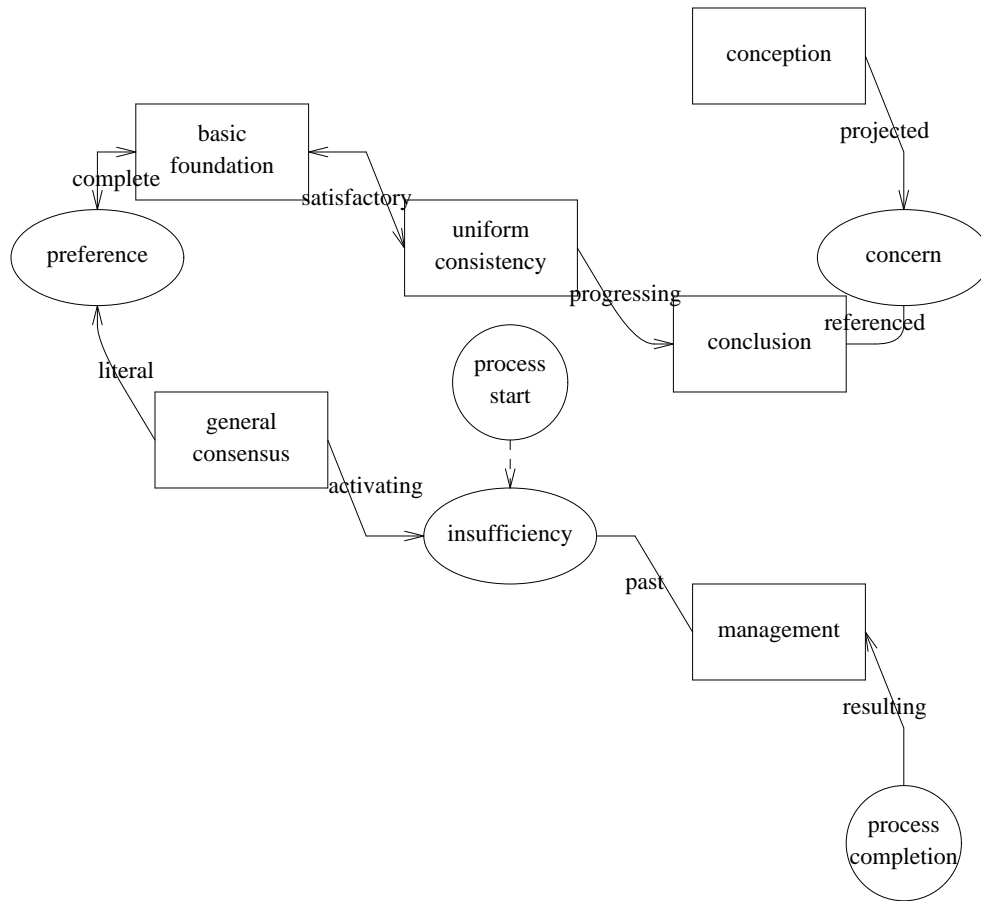 conception
projected
basic
foundation
complete
satisfactory
uniform
consistency
preference
concern
progressing
referenced
conclusion
process
start
literal
general
consensus
activating
insufficiency
past
management
resulting
process
completion